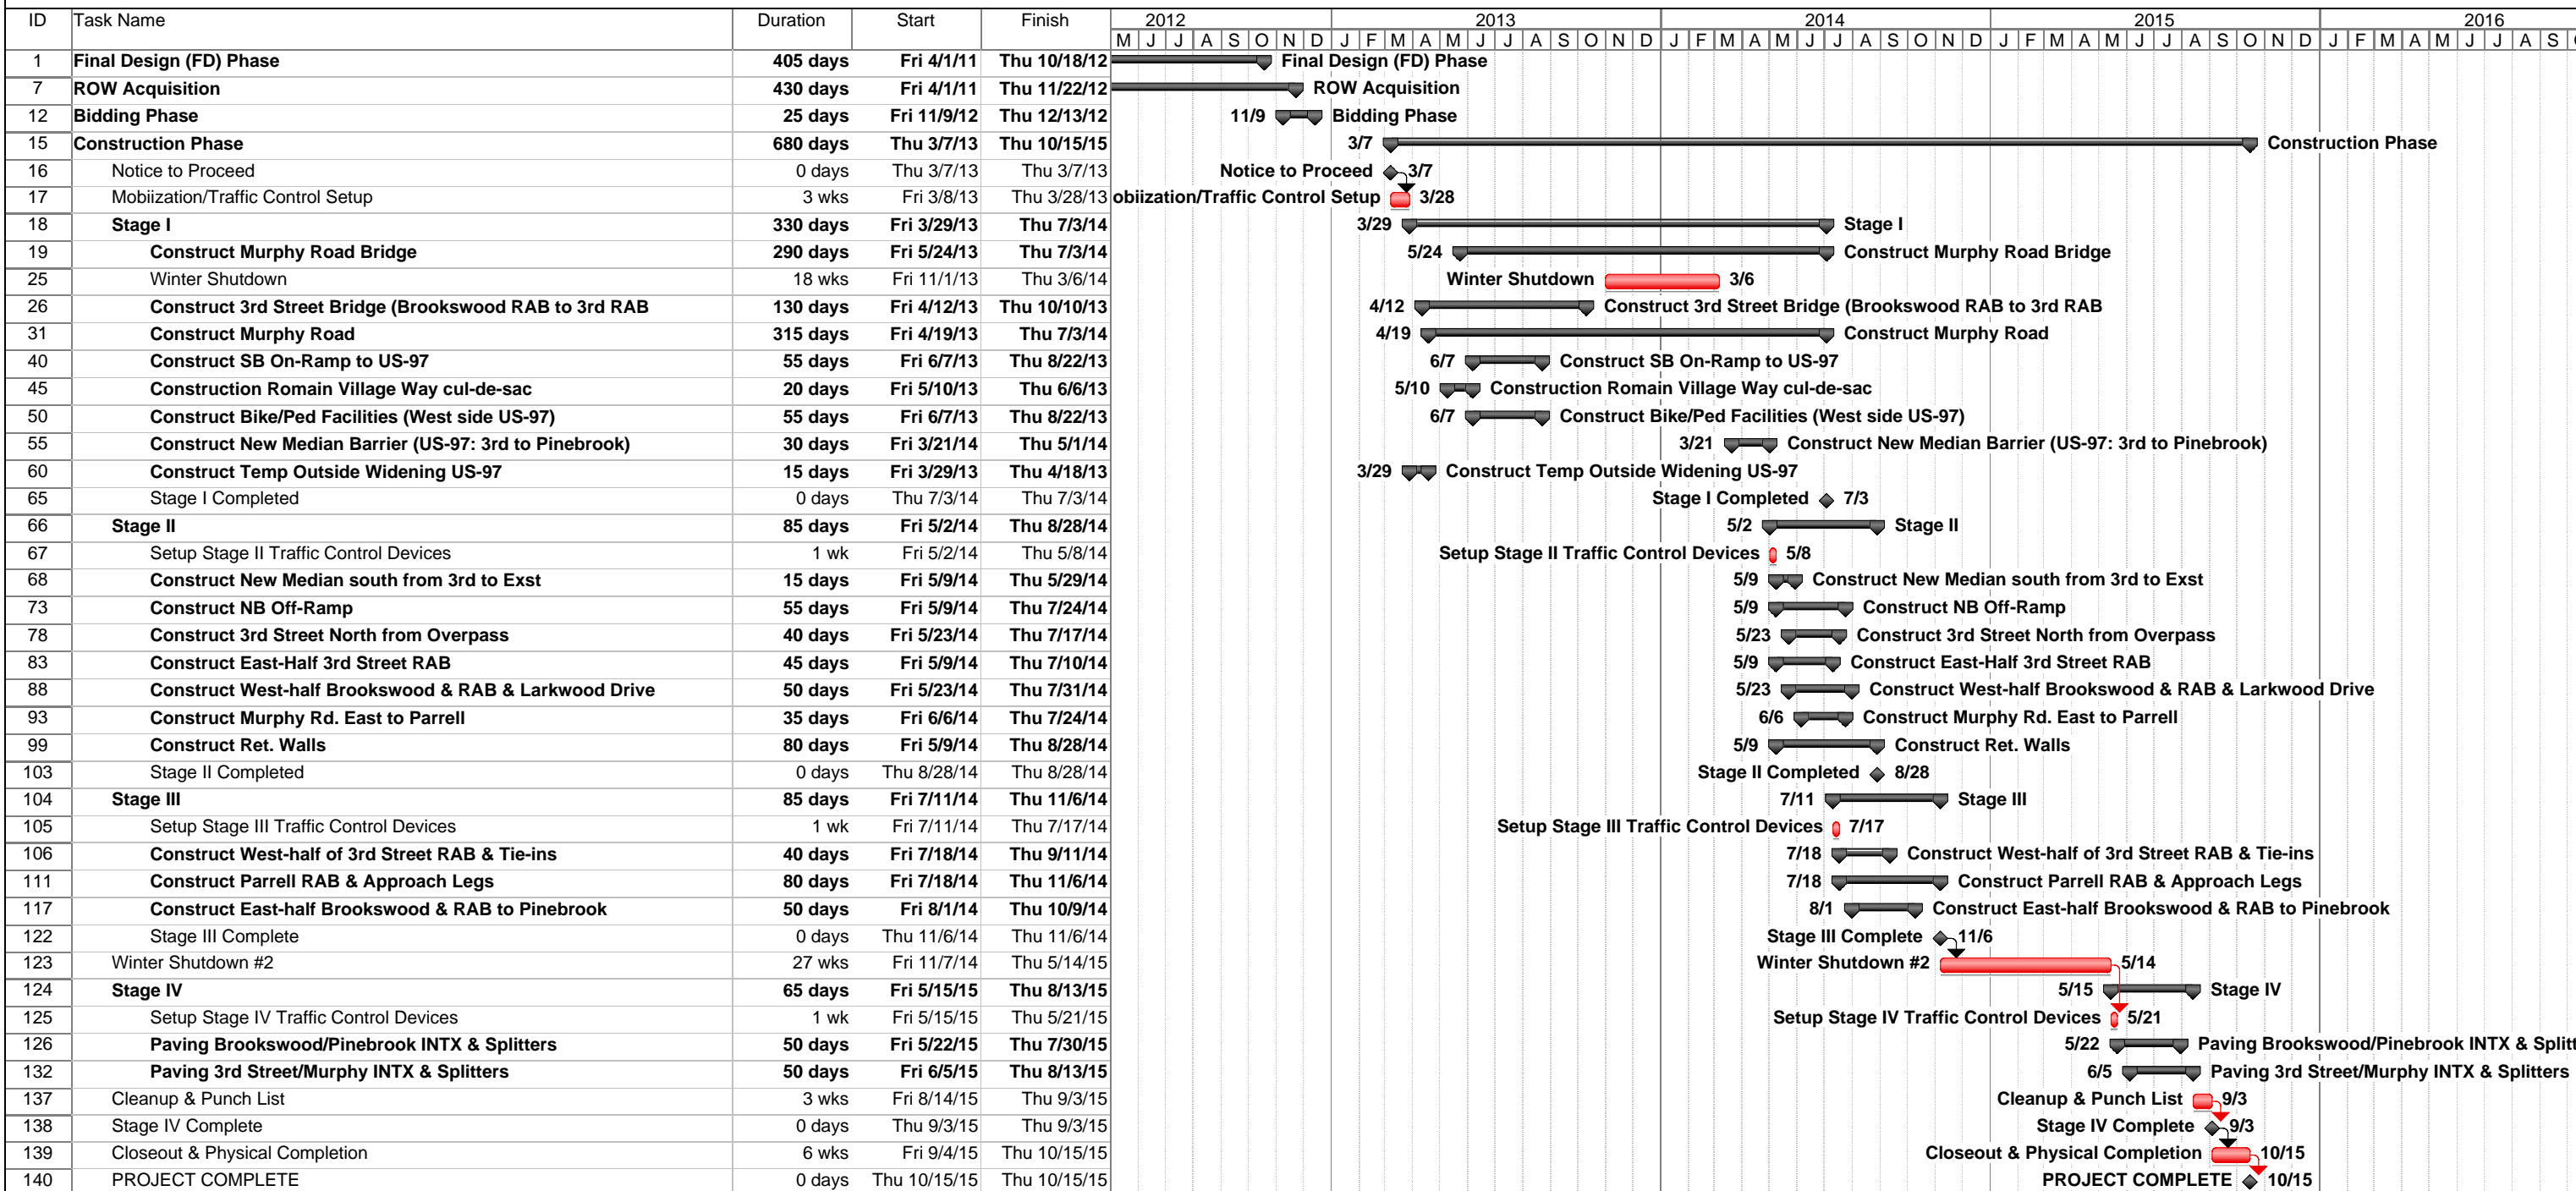 ID Task Name Duration Start Finish 2012 2013 2014 2015 2016
M J J A S O N D J F M A M J J A S O N D J F M A M J J A S O N D J F M A M J J A S O N D J F M A M J J A S
1 Final Design (FD) Phase 405 days Fri 4/1/11 Thu 10/18/12 Final Design (FD) Phase
7 ROW Acquisition 430 days Fri 4/1/11 Thu 11/22/12 ROW Acquisition
12 Bidding Phase 25 days Fri 11/9/12 Thu 12/13/12 11/9 Bidding Phase
15 Construction Phase 680 days Thu 3/7/13 Thu 10/15/15 3/7 Construction Phase
16 Notice to Proceed 0 days Thu 3/7/13 Thu 3/7/13 Notice to Proceed 3/7
17 Mobiization/Traffic Control Setup 3 wks Fri 3/8/13 Thu 3/28/13 obiization/Traffic Control Setup 3/28
18 Stage I 330 days Fri 3/29/13 Thu 7/3/14 3/29 Stage I
19 Construct Murphy Road Bridge 290 days Fri 5/24/13 Thu 7/3/14 5/24 Construct Murphy Road Bridge
25 Winter Shutdown 18 wks Fri 11/1/13 Thu 3/6/14 Winter Shutdown 3/6
26 Construct 3rd Street Bridge (Brookswood RAB to 3rd RAB 130 days Fri 4/12/13 Thu 10/10/13 4/12 Construct 3rd Street Bridge (Brookswood RAB to 3rd RAB
31 Construct Murphy Road 315 days Fri 4/19/13 Thu 7/3/14 4/19 Construct Murphy Road
40 Construct SB On-Ramp to US-97 55 days Fri 6/7/13 Thu 8/22/13 6/7 Construct SB On-Ramp to US-97
45 Construction Romain Village Way cul-de-sac 20 days Fri 5/10/13 Thu 6/6/13 5/10 Construction Romain Village Way cul-de-sac
50 Construct Bike/Ped Facilities (West side US-97) 55 days Fri 6/7/13 Thu 8/22/13 6/7 Construct Bike/Ped Facilities (West side US-97)
55 Construct New Median Barrier (US-97: 3rd to Pinebrook) 30 days Fri 3/21/14 Thu 5/1/14 3/21 Construct New Median Barrier (US-97: 3rd to Pinebrook)
60 Construct Temp Outside Widening US-97 15 days Fri 3/29/13 Thu 4/18/13 3/29 Construct Temp Outside Widening US-97
65 Stage I Completed 0 days Thu 7/3/14 Thu 7/3/14 Stage I Completed 7/3
66 Stage II 85 days Fri 5/2/14 Thu 8/28/14 5/2 Stage II
67 Setup Stage II Traffic Control Devices 1 wk Fri 5/2/14 Thu 5/8/14 Setup Stage II Traffic Control Devices 5/8
68 Construct New Median south from 3rd to Exst 15 days Fri 5/9/14 Thu 5/29/14 5/9 Construct New Median south from 3rd to Exst
73 Construct NB Off-Ramp 55 days Fri 5/9/14 Thu 7/24/14 5/9 Construct NB Off-Ramp
78 Construct 3rd Street North from Overpass 40 days Fri 5/23/14 Thu 7/17/14 5/23 Construct 3rd Street North from Overpass
83 Construct East-Half 3rd Street RAB 45 days Fri 5/9/14 Thu 7/10/14 5/9 Construct East-Half 3rd Street RAB
88 Construct West-half Brookswood & RAB & Larkwood Drive 50 days Fri 5/23/14 Thu 7/31/14 5/23 Construct West-half Brookswood & RAB & Larkwood Drive
93 Construct Murphy Rd. East to Parrell 35 days Fri 6/6/14 Thu 7/24/14 6/6 Construct Murphy Rd. East to Parrell
99 Construct Ret. Walls 80 days Fri 5/9/14 Thu 8/28/14 5/9 Construct Ret. Walls
103 Stage II Completed 0 days Thu 8/28/14 Thu 8/28/14 Stage II Completed 8/28
104 Stage III 85 days Fri 7/11/14 Thu 11/6/14 7/11 Stage III
105 Setup Stage III Traffic Control Devices 1 wk Fri 7/11/14 Thu 7/17/14 Setup Stage III Traffic Control Devices 7/17
106 Construct West-half of 3rd Street RAB & Tie-ins 40 days Fri 7/18/14 Thu 9/11/14 7/18 Construct West-half of 3rd Street RAB & Tie-ins
111 Construct Parrell RAB & Approach Legs 80 days Fri 7/18/14 Thu 11/6/14 7/18 Construct Parrell RAB & Approach Legs
117 Construct East-half Brookswood & RAB to Pinebrook 50 days Fri 8/1/14 Thu 10/9/14 8/1 Construct East-half Brookswood & RAB to Pinebrook
122 Stage III Complete 0 days Thu 11/6/14 Thu 11/6/14 Stage III Complete 11/6
123 Winter Shutdown #2 27 wks Fri 11/7/14 Thu 5/14/15 Winter Shutdown #2 5/14
124 Stage IV 65 days Fri 5/15/15 Thu 8/13/15 5/15 Stage IV
125 Setup Stage IV Traffic Control Devices 1 wk Fri 5/15/15 Thu 5/21/15 Setup Stage IV Traffic Control Devices 5/21
126 Paving Brookswood/Pinebrook INTX & Splitters 50 days Fri 5/22/15 Thu 7/30/15 5/22 Paving Brookswood/Pinebrook INTX & Splitt
132 Paving 3rd Street/Murphy INTX & Splitters 50 days Fri 6/5/15 Thu 8/13/15 6/5 Paving 3rd Street/Murphy INTX & Splitters
137 Cleanup & Punch List 3 wks Fri 8/14/15 Thu 9/3/15 Cleanup & Punch List 9/3
138 Stage IV Complete 0 days Thu 9/3/15 Thu 9/3/15 Stage IV Complete 9/3
139 Closeout & Physical Completion 6 wks Fri 9/4/15 Thu 10/15/15 Closeout & Physical Completion 10/15
140 PROJECT COMPLETE 0 days Thu 10/15/15 Thu 10/15/15 PROJECT COMPLETE 10/15